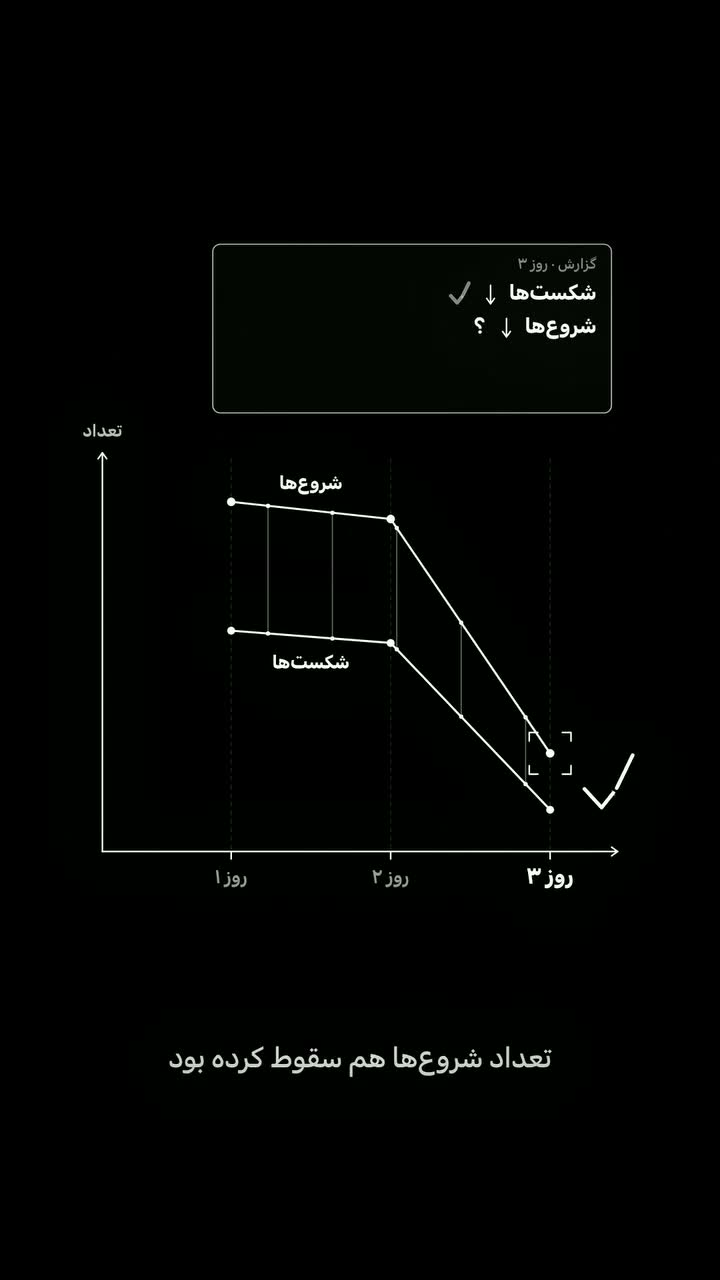 گزارش · روز ۳
شکست‌ها ↓ ✓
شروع‌ها ↓ ؟
تعداد
شروع‌ها
شکست‌ها
روز ۱
روز ۲
روز ۳
تعداد شروع‌ها هم سقوط کرده بود